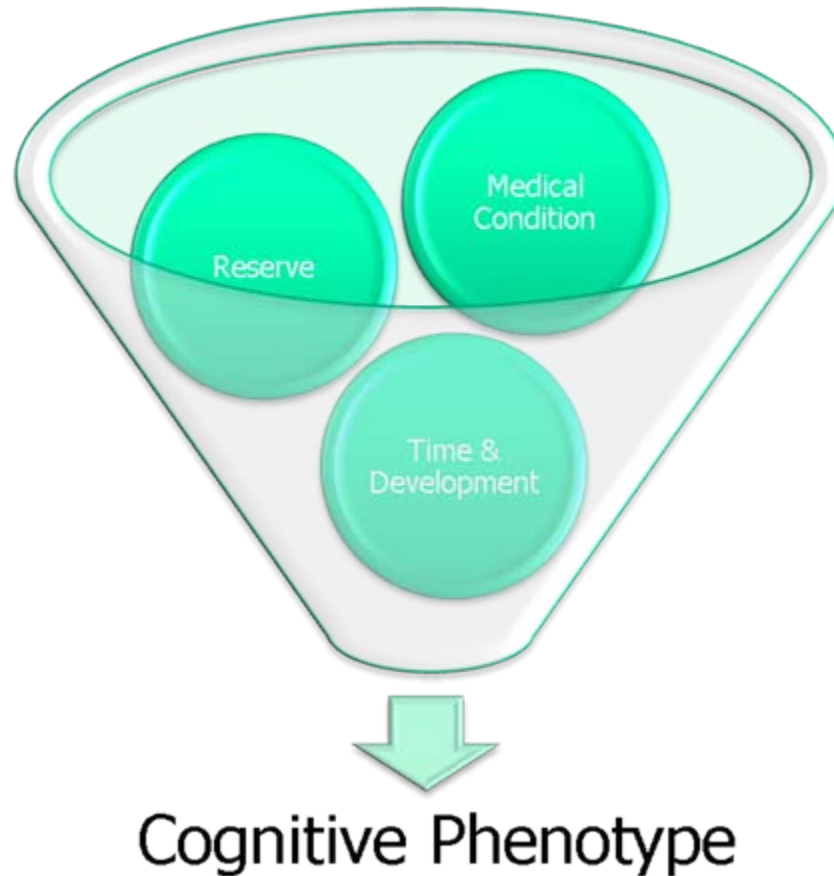 Medical
Condition
Reserve
Time &
Development
Cognitive Phenotype